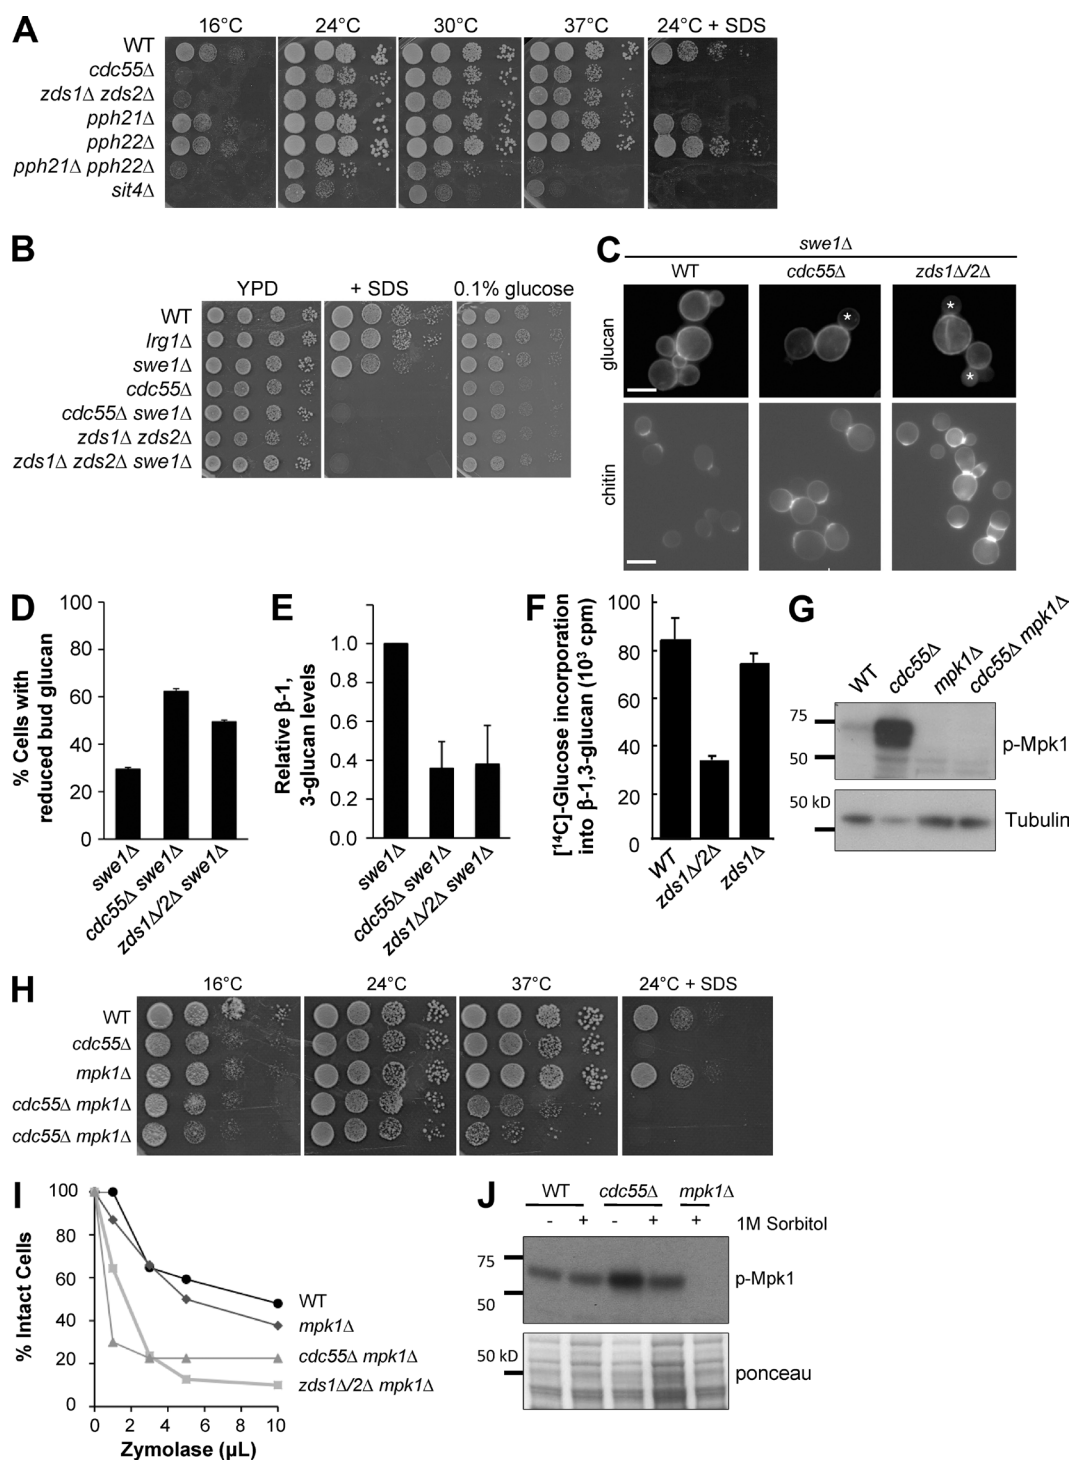 A
16°C 24°C 30°C 37°C 24°C + SDS
WT
cdc55Δ
zds1Δ zds2Δ
pph21Δ
pph22Δ
pph21Δ pph22Δ
sit4Δ
B
YPD + SDS 0.1% glucose
WT
lrg1Δ
swe1Δ
cdc55Δ
cdc55Δ swe1Δ
zds1Δ zds2Δ
zds1Δ zds2Δ swe1Δ
C
swe1Δ
WT cdc55Δ zds1Δ/2Δ
glucan
* * *
chitin
D
% Cells with
reduced bud glucan
100
80
60
40
20
0
swe1Δ
cdc55Δ swe1Δ
zds1Δ/2Δ swe1Δ
E
Relative β-1,
3-glucan levels
1.0
0.8
0.6
0.4
0.2
0.0
swe1Δ
cdc55Δ swe1Δ
zds1Δ/2Δ swe1Δ
F
[¹⁴C]-Glucose incorporation
into β-1,3-glucan (10³ cpm)
100
80
60
40
20
0
WT
zds1Δ/2Δ
zds1Δ
G
WT
cdc55Δ
mpk1Δ
cdc55Δ mpk1Δ
75
50
p-Mpk1
50 kD
Tubulin
H
16°C 24°C 37°C 24°C + SDS
WT
cdc55Δ
mpk1Δ
cdc55Δ mpk1Δ
cdc55Δ mpk1Δ
I
% Intact Cells
100
80
60
40
20
0
0 2 4 6 8 10
Zymolase (µL)
WT
mpk1Δ
cdc55Δ mpk1Δ
zds1Δ/2Δ mpk1Δ
J
WT cdc55Δ mpk1Δ
- + - + + 1M Sorbitol
75
50
p-Mpk1
50 kD
ponceau